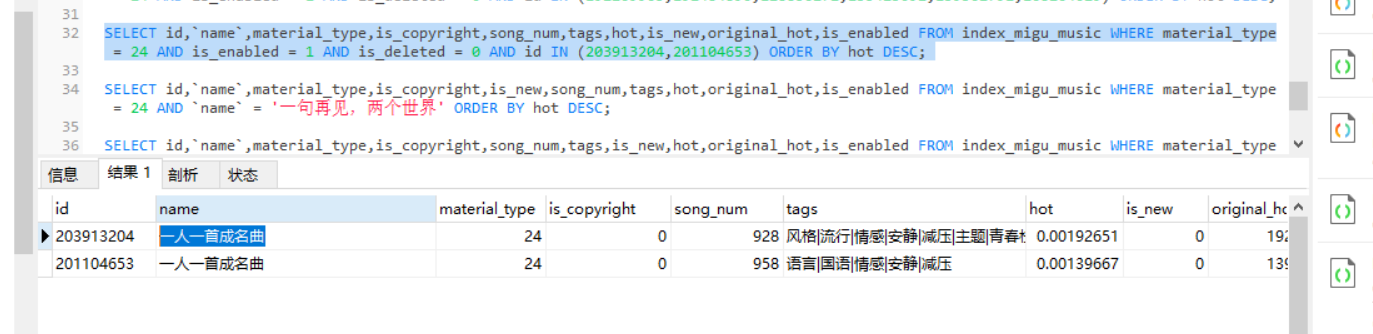 31
32 SELECT id,`name`,material_type,is_copyright,song_num,tags,hot,is_new,original_hot,is_enabled FROM index_migu_music WHERE material_type
= 24 AND is_enabled = 1 AND is_deleted = 0 AND id IN (203913204,201104653) ORDER BY hot DESC;
33
34 SELECT id,`name`,material_type,is_copyright,is_new,song_num,tags,hot,original_hot,is_enabled FROM index_migu_music WHERE material_type
= 24 AND `name` = '一句再见，两个世界' ORDER BY hot DESC;
35
36 SELECT id,`name`,material_type,is_copyright,song_num,tags,is_new,hot,original_hot,is_enabled FROM index_migu_music WHERE material_type
信息 结果 1 剖析 状态
id name material_type is_copyright song_num tags hot is_new original_hc
203913204 一人一首成名曲 24 0 928 风格|流行|情感|安静|减压|主题|青春 0.00192651 0 192
201104653 一人一首成名曲 24 0 958 语言|国语|情感|安静|减压 0.00139667 0 139